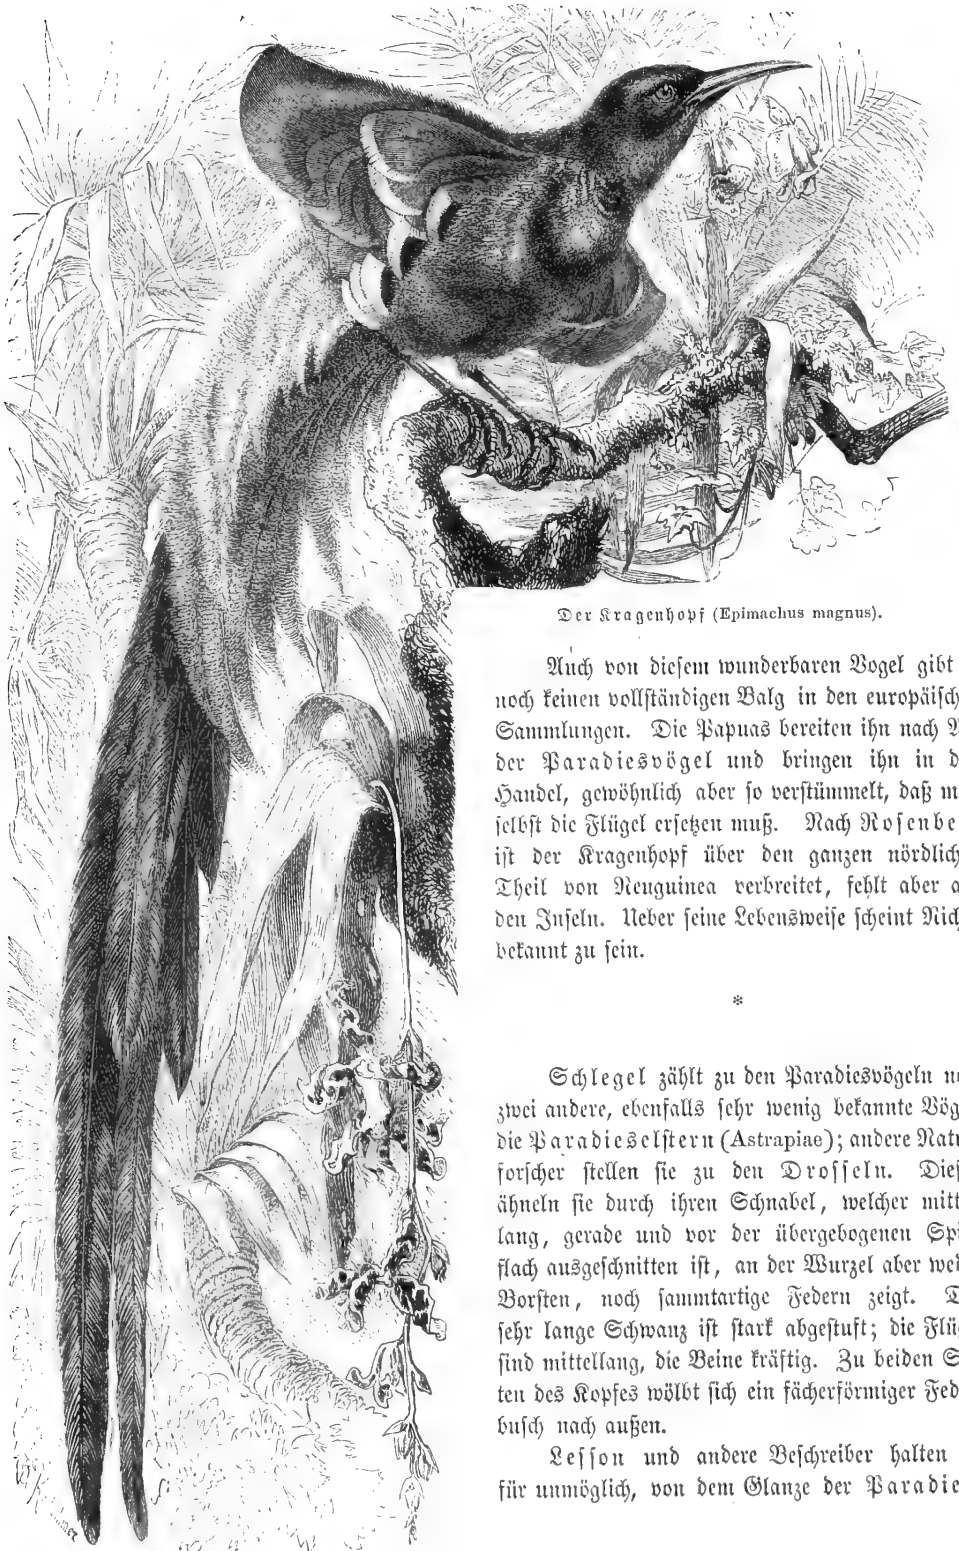 Der Kragenhopf (Epimachus magnus).
Auch von diesem wunderbaren Vogel gibt
noch keinen vollständigen Balg in den europäisch
Sammlungen. Die Papuas bereiten ihn nach A
der Paradiesvögel und bringen ihn in d
Handel, gewöhnlich aber so verstümmelt, daß m
selbst die Flügel ersetzen muß. Nach Rosenbe
ist der Kragenhopf über den ganzen nördlich
Theil von Neuguinea verbreitet, fehlt aber a
den Inseln. Ueber seine Lebensweise scheint Nich
bekannt zu sein.
*
Schlegel zählt zu den Paradiesvögeln n
zwei andere, ebenfalls sehr wenig bekannte Vög
die Paradieselstern (Astrapiae); andere Natu
forscher stellen sie zu den Drosseln. Dies
ähneln sie durch ihren Schnabel, welcher mitt
lang, gerade und vor der übergebogenen Spi
flach ausgeschnitten ist, an der Wurzel aber we
Borsten, noch sammtartige Federn zeigt. D
sehr lange Schwanz ist stark abgestuft; die Flüg
sind mittellang, die Beine kräftig. Zu beiden S
ten des Kopfes wölbt sich ein fächerförmiger Fed
busch nach außen.
Lesson und andere Beschreiber halten
für unmöglich, von dem Glanze der Paradie